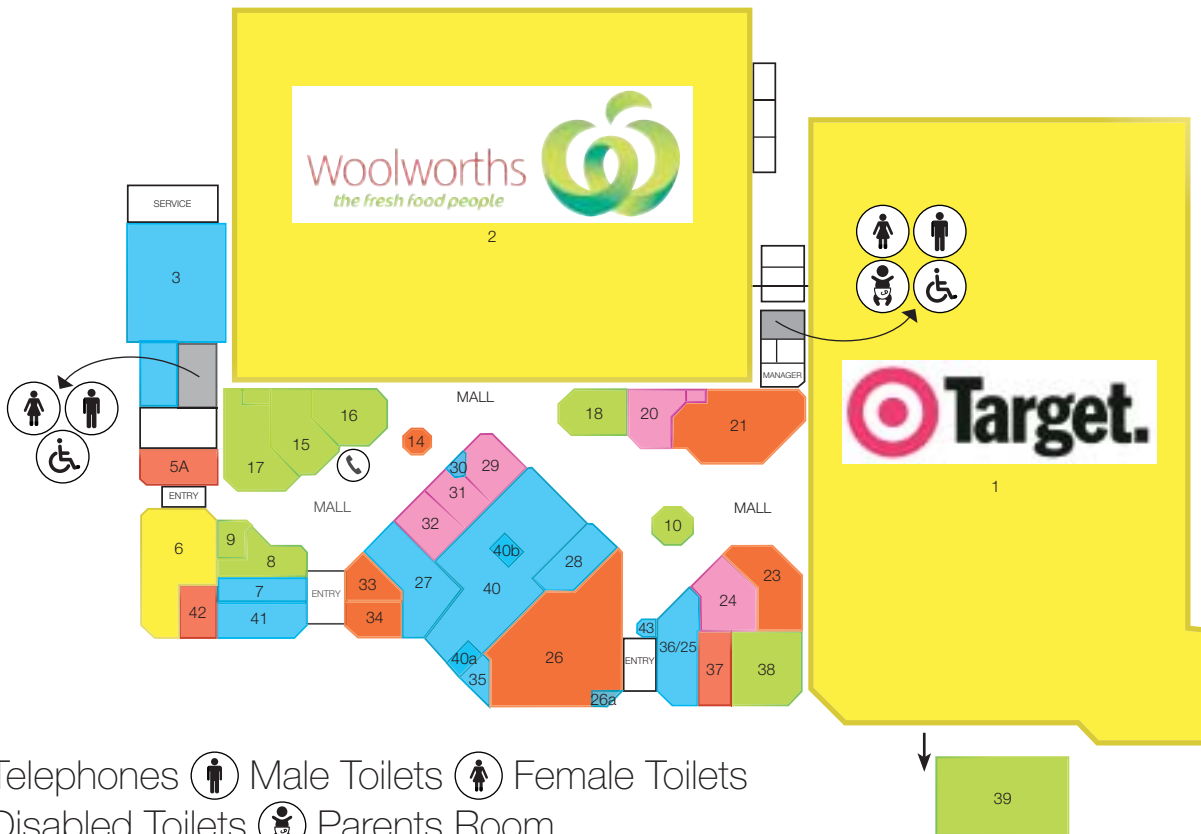 Woolworths
the fresh food people
2
SERVICE
3
MANAGER
Target.
1
MALL
16
15
17
14
18
20
21
5A
ENTRY
MALL
30
29
31
32
10
MALL
6
9
8
7
42
41
ENTRY
33
34
27
40b
40
28
23
24
40a
35
26
26a
43
ENTRY
36/25
37
38
Telephones Male Toilets Female Toilets
Disabled Toilets Parents Room
39